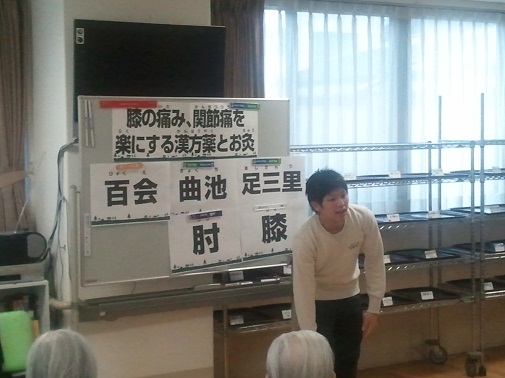 膝の痛み、関節痛を
楽にする漢方薬とお灸
百会 曲池 足三里
肘 膝